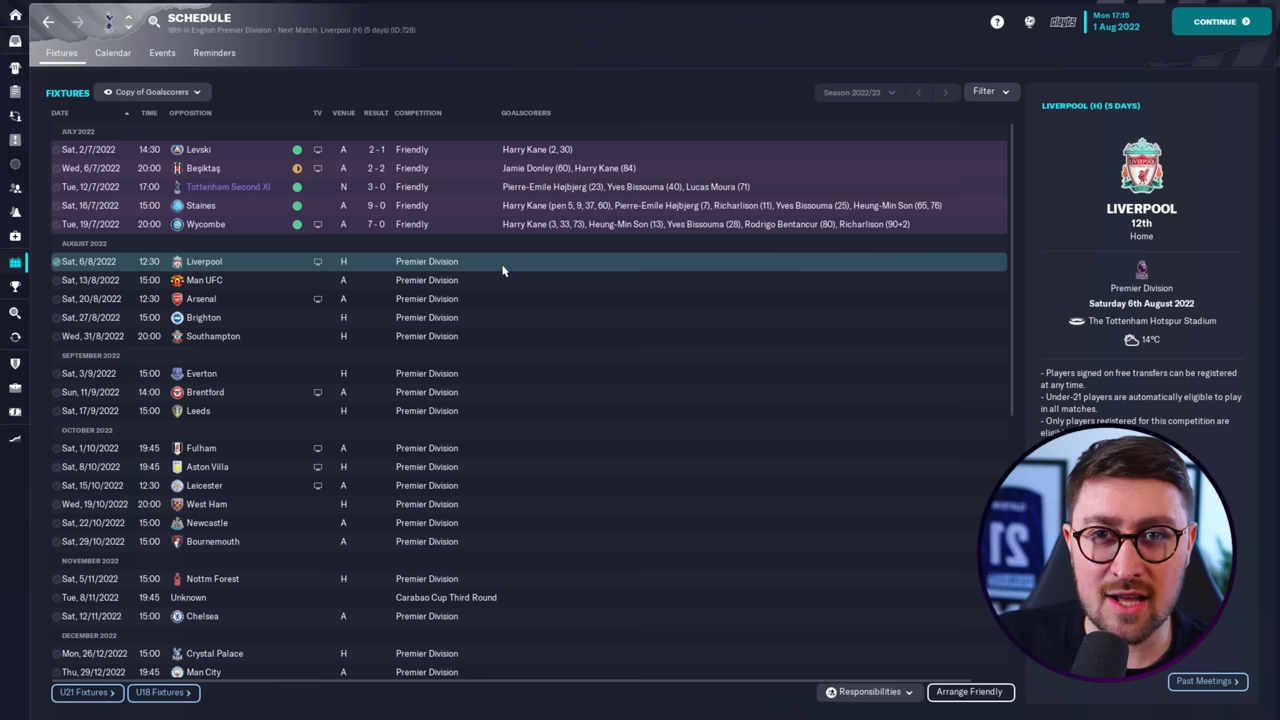 SCHEDULE
18th in English Premier Division - Next Match: Liverpool (H) (5 days) (ID:728)
Mon 17:15
1 Aug 2022
CONTINUE
Fixtures Calendar Events Reminders
FIXTURES Copy of Goalscorers Season 2022/23 Filter
DATE TIME OPPOSITION TV VENUE RESULT COMPETITION GOALSCORERS
JULY 2022
Sat, 2/7/2022 14:30 Levski A 2 - 1 Friendly Harry Kane (2, 30)
Wed, 6/7/2022 20:00 Beşiktaş A 2 - 2 Friendly Jamie Donley (60), Harry Kane (84)
Tue, 12/7/2022 17:00 Tottenham Second XI N 3 - 0 Friendly Pierre-Emile Højbjerg (23), Yves Bissouma (40), Lucas Moura (71)
Sat, 16/7/2022 15:00 Staines A 9 - 0 Friendly Harry Kane (pen 5, 9, 37, 60), Pierre-Emile Højbjerg (7), Richarlison (11), Yves Bissouma (25), Heung-Min Son (65, 76)
Tue, 19/7/2022 20:00 Wycombe A 7 - 0 Friendly Harry Kane (3, 33, 73), Heung-Min Son (13), Yves Bissouma (28), Rodrigo Bentancur (80), Richarlison (90+2)
AUGUST 2022
Sat, 6/8/2022 12:30 Liverpool H Premier Division
Sat, 13/8/2022 15:00 Man UFC A Premier Division
Sat, 20/8/2022 12:30 Arsenal A Premier Division
Sat, 27/8/2022 15:00 Brighton H Premier Division
Wed, 31/8/2022 20:00 Southampton H Premier Division
SEPTEMBER 2022
Sat, 3/9/2022 15:00 Everton H Premier Division
Sun, 11/9/2022 14:00 Brentford A Premier Division
Sat, 17/9/2022 15:00 Leeds H Premier Division
OCTOBER 2022
Sat, 1/10/2022 19:45 Fulham A Premier Division
Sat, 8/10/2022 19:45 Aston Villa H Premier Division
Sat, 15/10/2022 12:30 Leicester A Premier Division
Wed, 19/10/2022 20:00 West Ham H Premier Division
Sat, 22/10/2022 15:00 Newcastle A Premier Division
Sat, 29/10/2022 15:00 Bournemouth A Premier Division
NOVEMBER 2022
Sat, 5/11/2022 15:00 Nottm Forest H Premier Division
Tue, 8/11/2022 19:45 Unknown Carabao Cup Third Round
Sat, 12/11/2022 15:00 Chelsea A Premier Division
DECEMBER 2022
Mon, 26/12/2022 15:00 Crystal Palace H Premier Division
Thu, 29/12/2022 19:45 Man City A Premier Division
U21 Fixtures U18 Fixtures Responsibilities Arrange Friendly
LIVERPOOL (H) (5 DAYS)
LIVERPOOL
12th
Home
Premier Division
Saturday 6th August 2022
The Tottenham Hotspur Stadium
14°C
- Players signed on free transfers can be registered
at any time.
- Under-21 players are automatically eligible to play
in all matches.
- Only players registered for this competition are
21
Past Meetings